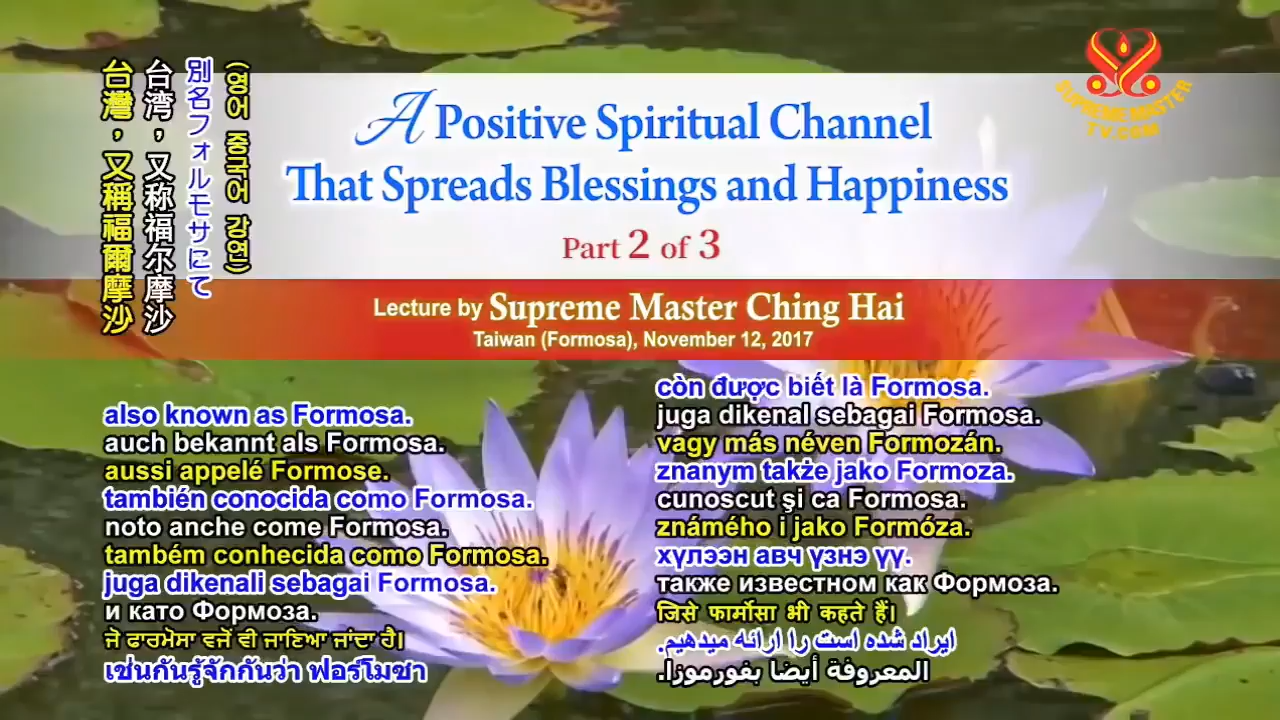 台灣，又稱福爾摩沙
台湾，又称福尔摩沙
別名フォルモサにて
(영어 중국어 강연)
SUPREME MASTER
TV.COM
A Positive Spiritual Channel
That Spreads Blessings and Happiness
Part 2 of 3
Lecture by Supreme Master Ching Hai
Taiwan (Formosa), November 12, 2017
also known as Formosa.
auch bekannt als Formosa.
aussi appelé Formose.
también conocida como Formosa.
noto anche come Formosa.
também conhecida como Formosa.
juga dikenali sebagai Formosa.
и като Формоза.
ਜੋ ਫਾਰਮੋਸਾ ਵਜੋਂ ਵੀ ਜਾਣਿਆ ਜਾਂਦਾ ਹੈ।
เช่นกันรู้จักกันว่า ฟอร์โมซา
còn được biết là Formosa.
juga dikenal sebagai Formosa.
vagy más néven Formozán.
znanym także jako Formoza.
cunoscut şi ca Formosa.
známého i jako Formóza.
хүлээн авч үзнэ үү.
также известном как Формоза.
जिसे फार्मोसा भी कहते हैं।
ایراد شده است را ارائه میدهیم.
المعروفة أيضا بفورموزا.